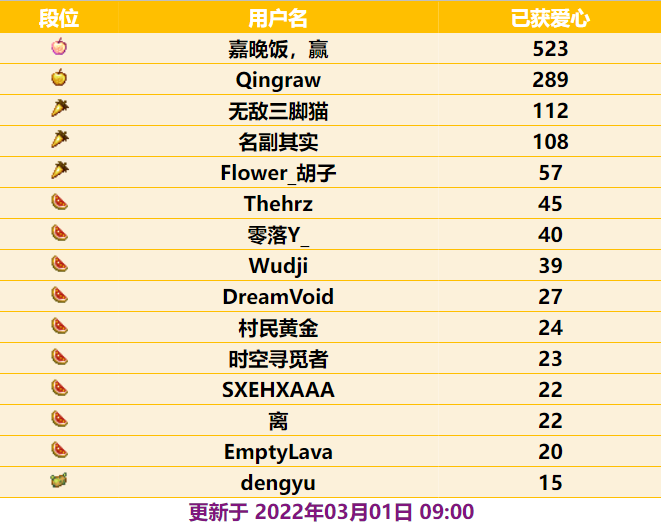 段位 用户名 已获爱心
嘉晚饭，赢 523
Qingraw 289
无敌三脚猫 112
名副其实 108
Flower_胡子 57
Thehrz 45
零落Y_ 40
Wudji 39
DreamVoid 27
村民黄金 24
时空寻觅者 23
SXEHXAAA 22
离 22
EmptyLava 20
dengyu 15
更新于 2022年03月01日 09:00